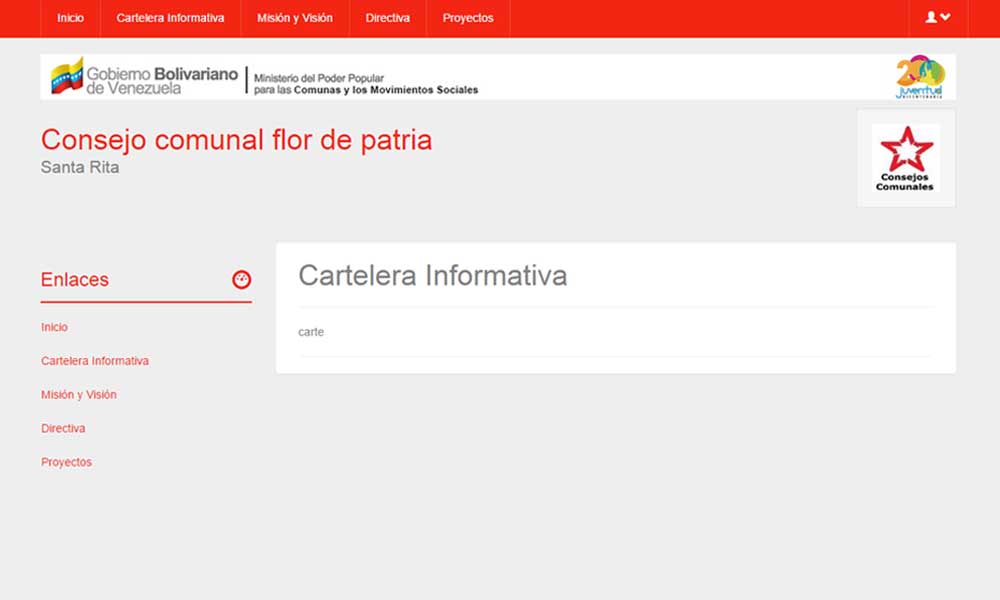 Inicio Cartelera Informativa Misión y Visión Directiva Proyectos
Gobierno Bolivariano
de Venezuela
Ministerio del Poder Popular
para las Comunas y los Movimientos Sociales
200
juventud
BICENTENARIA
Consejo comunal flor de patria
Santa Rita
Consejos
Comunales
Enlaces
Inicio
Cartelera Informativa
Misión y Visión
Directiva
Proyectos
Cartelera Informativa
carte